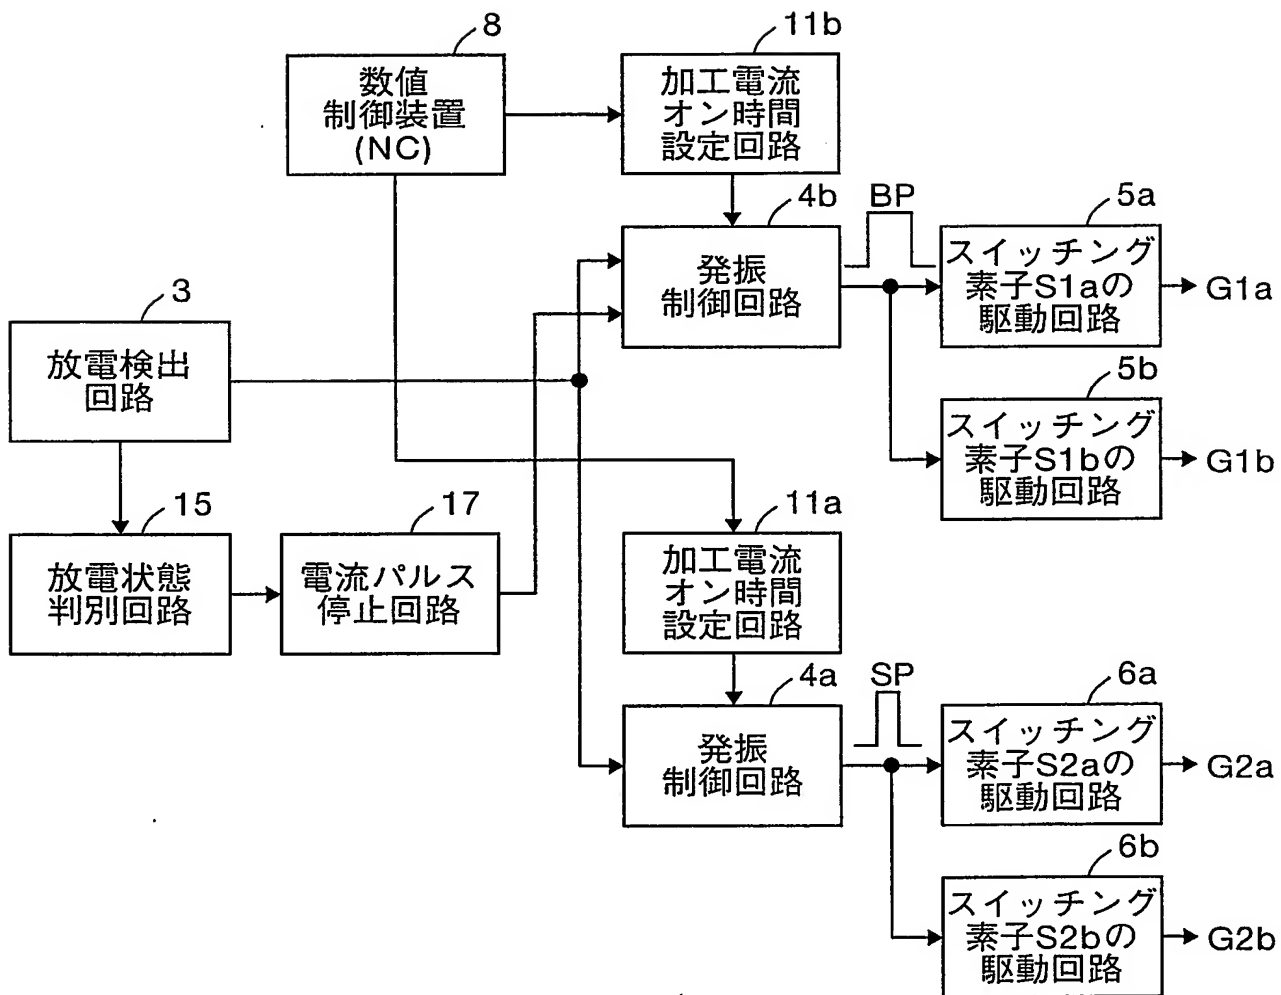 8
数値
制御装置
(NC)
11b
加工電流
オン時間
設定回路
4b
発振
制御回路
BP
5a
スイッチング
素子S1aの
駆動回路
G1a
3
放電検出
回路
5b
スイッチング
素子S1bの
駆動回路
G1b
15
放電状態
判別回路
17
電流パルス
停止回路
11a
加工電流
オン時間
設定回路
4a
発振
制御回路
SP
6a
スイッチング
素子S2aの
駆動回路
G2a
6b
スイッチング
素子S2bの
駆動回路
G2b